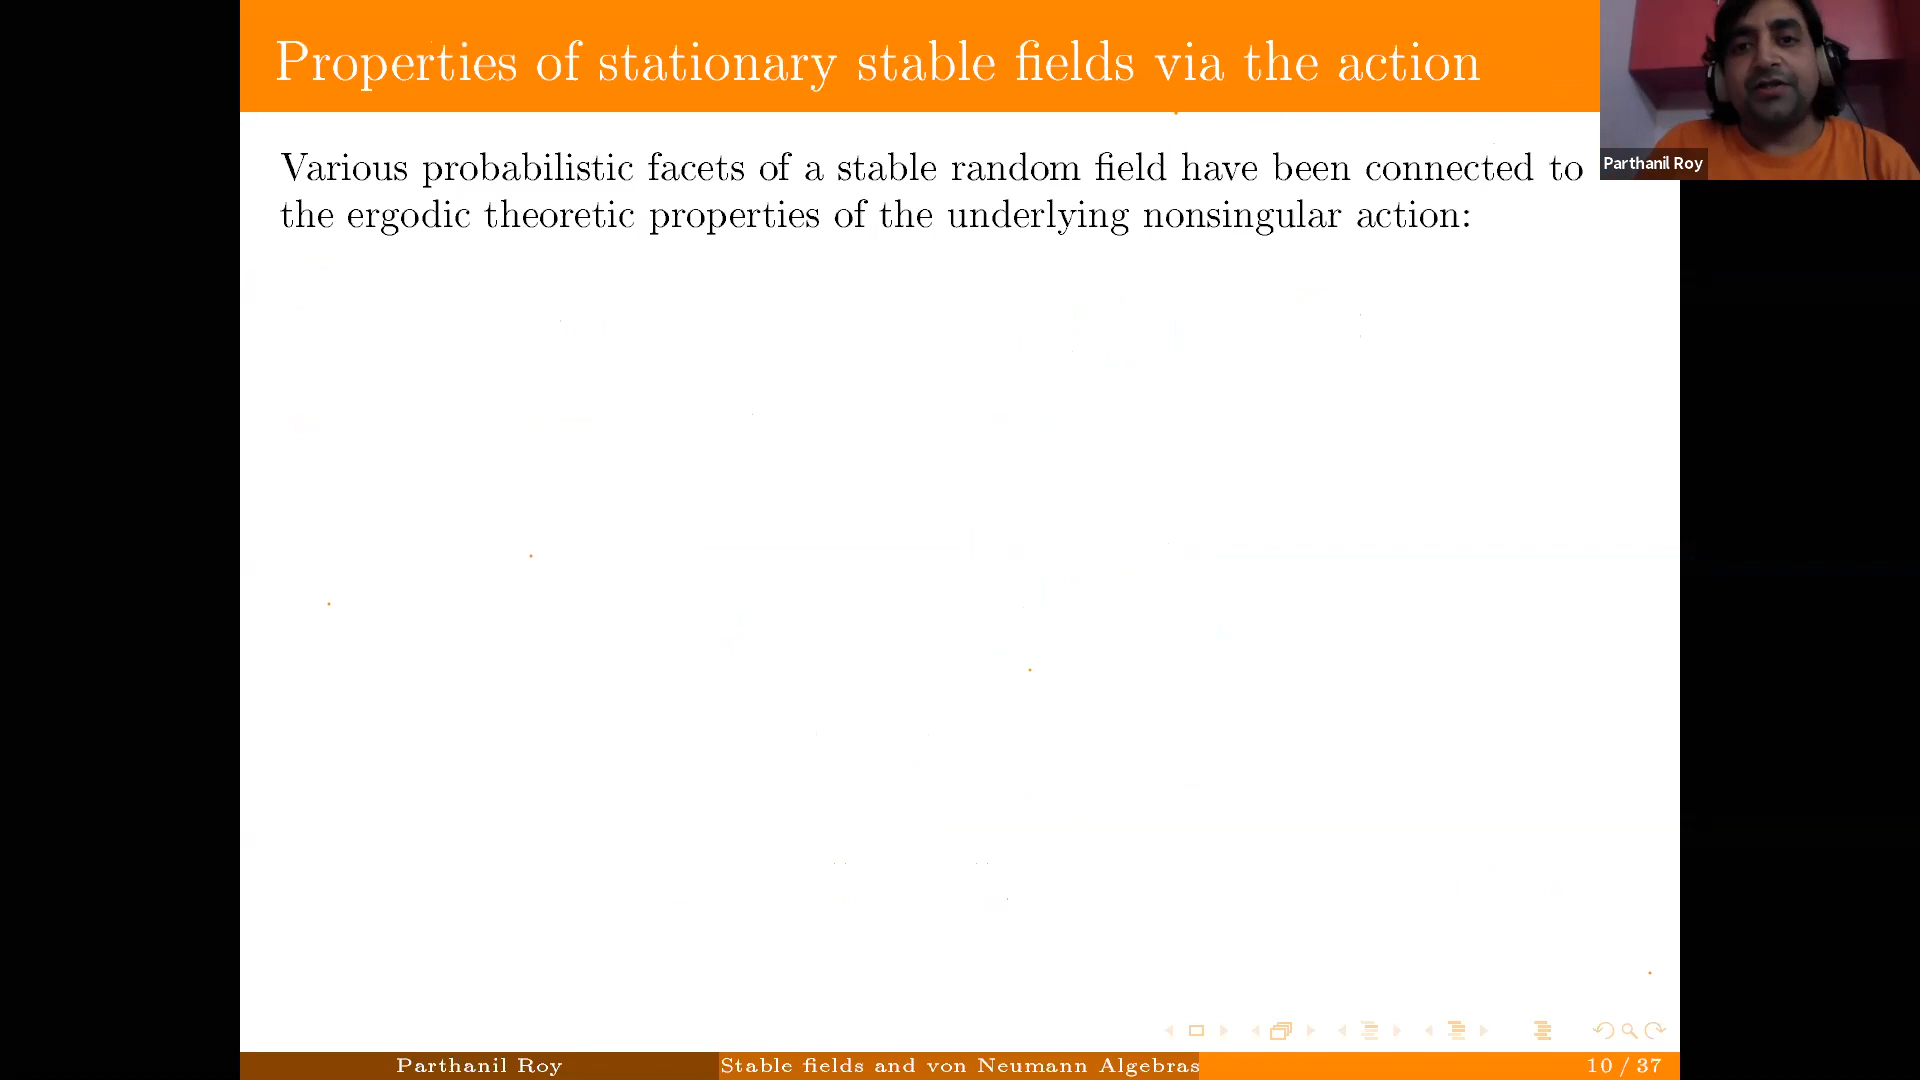 Properties of stationary stable fields via the action
Various probabilistic facets of a stable random field have been connected to
the ergodic theoretic properties of the underlying nonsingular action:
Parthanil Roy
Parthanil Roy
Stable fields and von Neumann Algebras
10 / 37